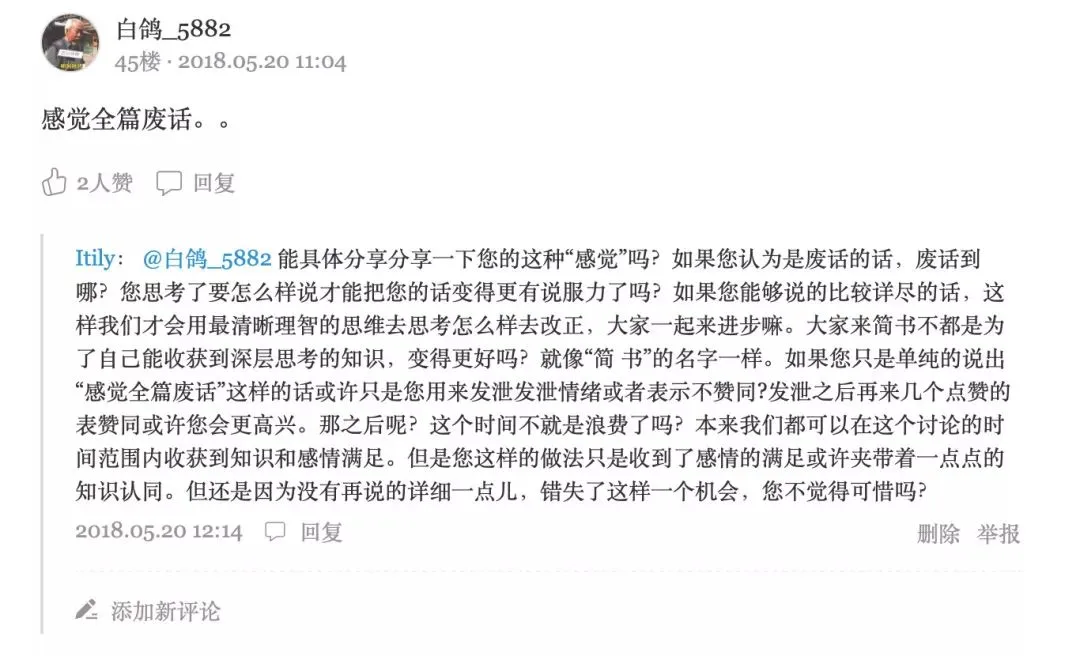 白鸽_5882
45楼 · 2018.05.20 11:04
感觉全篇废话。。
2人赞 回复
Itily： @白鸽_5882 能具体分享分享一下您的这种“感觉”吗？如果您认为是废话的话，废话到
哪？您思考了要怎么样说才能把您的话变得更有说服力了吗？如果您能够说的比较详尽的话，这
样我们才会用最清晰理智的思维去思考怎么样去改正，大家一起来进步嘛。大家来简书不都是为
了自己能收获到深层思考的知识，变得更好吗？就像“简 书”的名字一样。如果您只是单纯的说出
“感觉全篇废话”这样的话或许只是您用来发泄发泄情绪或者表示不赞同?发泄之后再来几个点赞的
表赞同或许您会更高兴。那之后呢？这个时间不就是浪费了吗？本来我们都可以在这个讨论的时
间范围内收获到知识和感情满足。但是您这样的做法只是收到了感情的满足或许夹带着一点点的
知识认同。但还是因为没有再说的详细一点儿，错失了这样一个机会，您不觉得可惜吗？
2018.05.20 12:14 回复 删除 举报
添加新评论